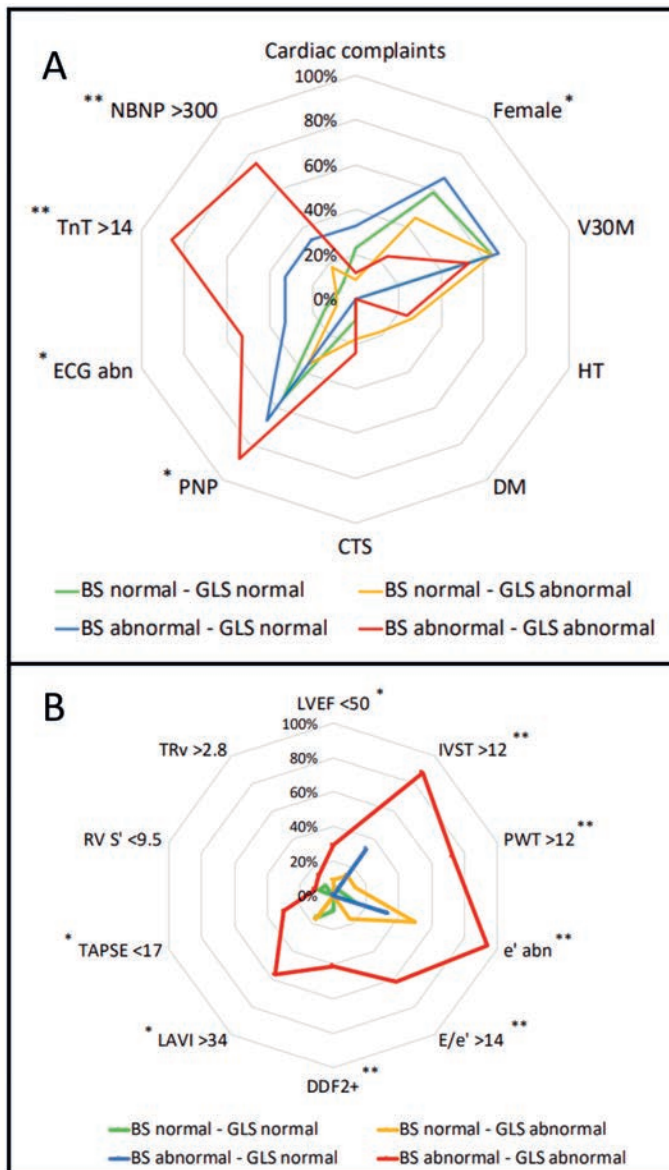 A
Cardiac complaints
** NBNP >300
100%
Female *
80%
60%
** TnT >14
40%
V30M
20%
0%
* ECG abn
HT
* PNP
DM
CTS
BS normal - GLS normal
BS normal - GLS abnormal
BS abnormal - GLS normal
BS abnormal - GLS abnormal
B
LVEF <50 *
100%
TRv >2.8
IVST >12 **
80%
60%
RV S' <9.5
40%
PWT >12 **
20%
0%
* TAPSE <17
e' abn **
* LAVI >34
E/e' >14 **
DDF2+ **
BS normal - GLS normal
BS normal - GLS abnormal
BS abnormal - GLS normal
BS abnormal - GLS abnormal